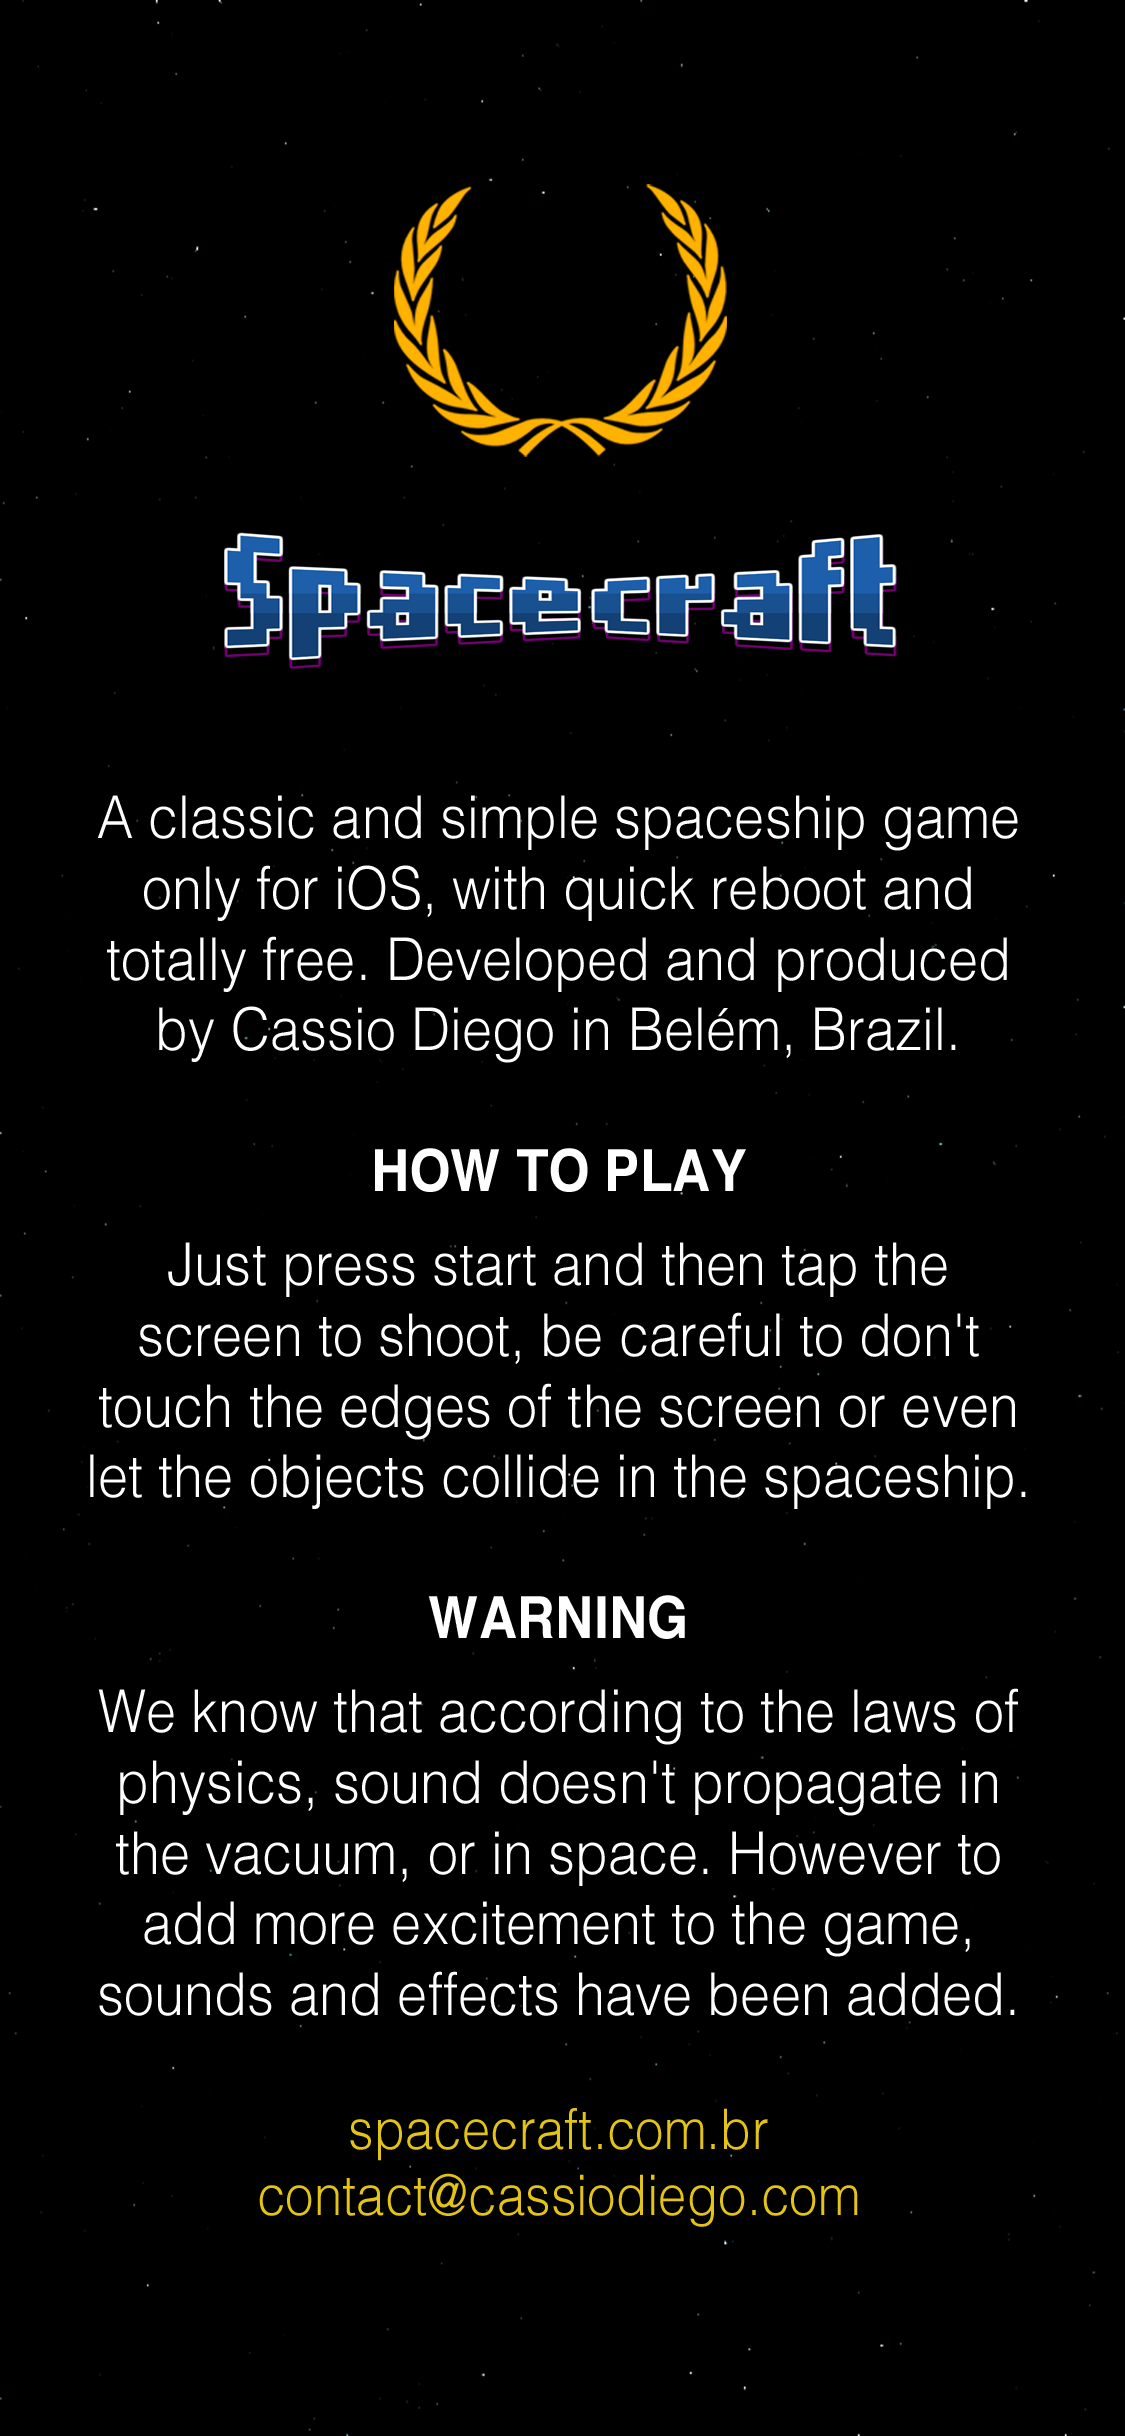 Spacecraft
A classic and simple spaceship game
only for iOS, with quick reboot and
totally free. Developed and produced
by Cassio Diego in Belém, Brazil.
HOW TO PLAY
Just press start and then tap the
screen to shoot, be careful to don't
touch the edges of the screen or even
let the objects collide in the spaceship.
WARNING
We know that according to the laws of
physics, sound doesn't propagate in
the vacuum, or in space. However to
add more excitement to the game,
sounds and effects have been added.
spacecraft.com.br
contact@cassiodiego.com